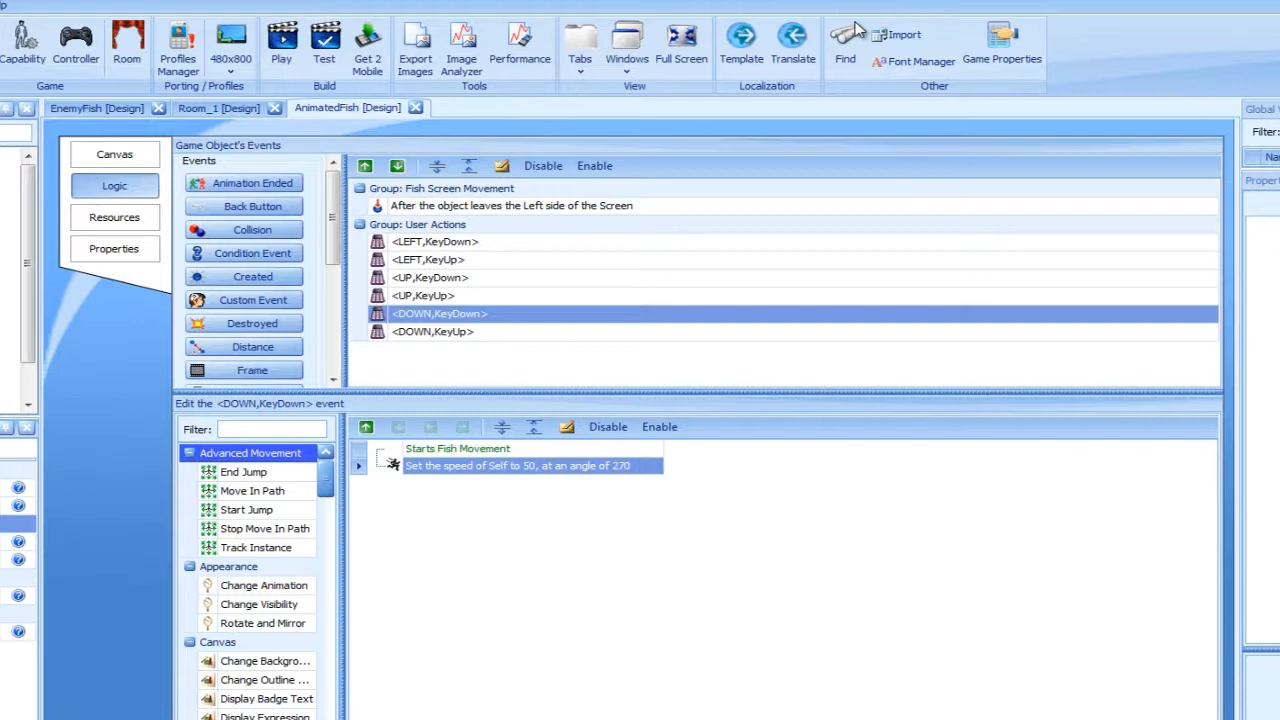 lp
Capability
Controller
Room
Profiles Manager
480x800
Play
Test
Get 2 Mobile
Export Images
Image Analyzer
Performance
Tabs
Windows
Full Screen
Template
Translate
Find
Import
Font Manager
Game Properties
Game
Porting / Profiles
Build
Tools
View
Localization
Other
EnemyFish [Design]
Room_1 [Design]
AnimatedFish [Design]
Global
Filter:
Propert
Canvas
Logic
Resources
Properties
Game Object's Events
Events
Animation Ended
Back Button
Collision
Condition Event
Created
Custom Event
Destroyed
Distance
Frame
Disable
Enable
Group: Fish Screen Movement
After the object leaves the Left side of the Screen
Group: User Actions
<LEFT,KeyDown>
<LEFT,KeyUp>
<UP,KeyDown>
<UP,KeyUp>
<DOWN,KeyDown>
<DOWN,KeyUp>
Edit the <DOWN,KeyDown> event
Filter:
Disable
Enable
Advanced Movement
End Jump
Move In Path
Start Jump
Stop Move In Path
Track Instance
Appearance
Change Animation
Change Visibility
Rotate and Mirror
Canvas
Change Backgro...
Change Outline ...
Display Badge Text
Display Expression
Starts Fish Movement
Set the speed of Self to 50, at an angle of 270